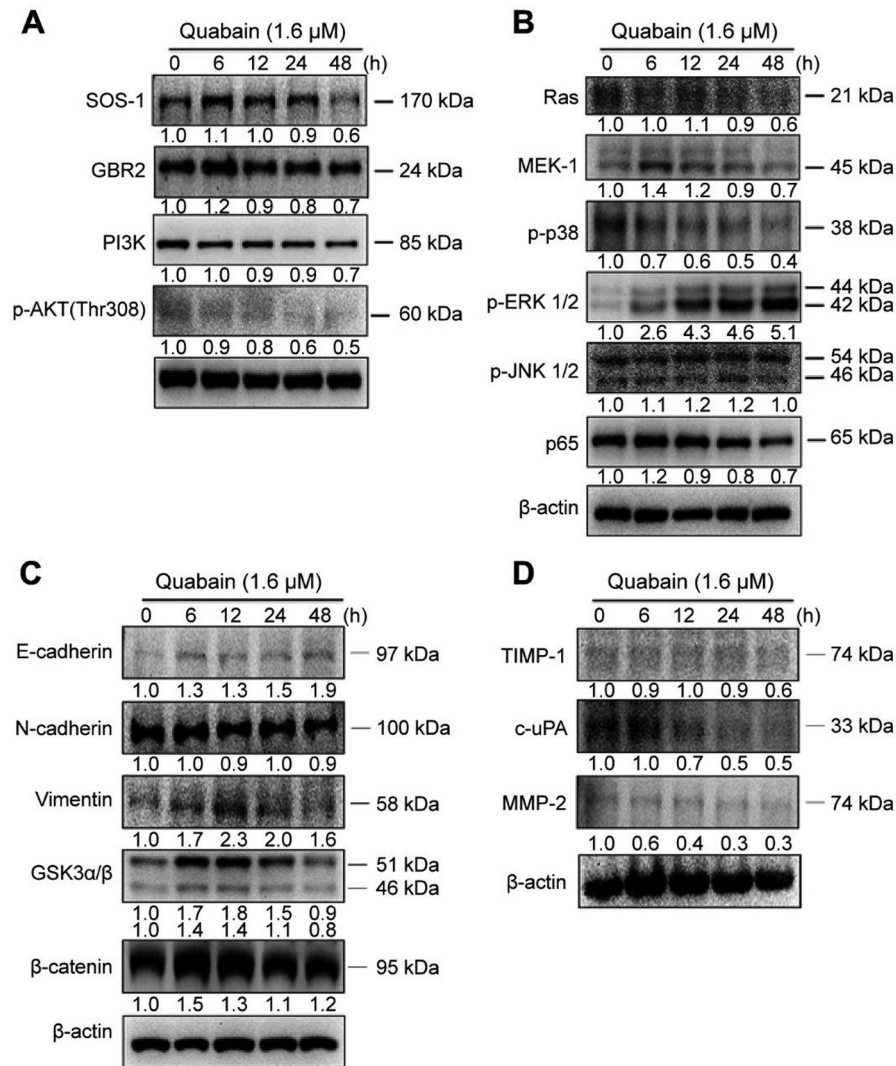 A
Quabain (1.6 µM)
0 6 12 24 48 (h)
SOS-1 170 kDa
1.0 1.1 1.0 0.9 0.6
GBR2 24 kDa
1.0 1.2 0.9 0.8 0.7
PI3K 85 kDa
1.0 1.0 0.9 0.9 0.7
p-AKT(Thr308) 60 kDa
1.0 0.9 0.8 0.6 0.5
B
Quabain (1.6 µM)
0 6 12 24 48 (h)
Ras 21 kDa
1.0 1.0 1.1 0.9 0.6
MEK-1 45 kDa
1.0 1.4 1.2 0.9 0.7
p-p38 38 kDa
1.0 0.7 0.6 0.5 0.4
44 kDa
p-ERK 1/2 42 kDa
1.0 2.6 4.3 4.6 5.1
54 kDa
p-JNK 1/2 46 kDa
1.0 1.1 1.2 1.2 1.0
p65 65 kDa
1.0 1.2 0.9 0.8 0.7
β-actin
C
Quabain (1.6 µM)
0 6 12 24 48 (h)
E-cadherin 97 kDa
1.0 1.3 1.3 1.5 1.9
N-cadherin 100 kDa
1.0 1.0 0.9 1.0 0.9
Vimentin 58 kDa
1.0 1.7 2.3 2.0 1.6
51 kDa
GSK3α/β 46 kDa
1.0 1.7 1.8 1.5 0.9
1.0 1.4 1.4 1.1 0.8
β-catenin 95 kDa
1.0 1.5 1.3 1.1 1.2
β-actin
D
Quabain (1.6 µM)
0 6 12 24 48 (h)
TIMP-1 74 kDa
1.0 0.9 1.0 0.9 0.6
c-uPA 33 kDa
1.0 1.0 0.7 0.5 0.5
MMP-2 74 kDa
1.0 0.6 0.4 0.3 0.3
β-actin